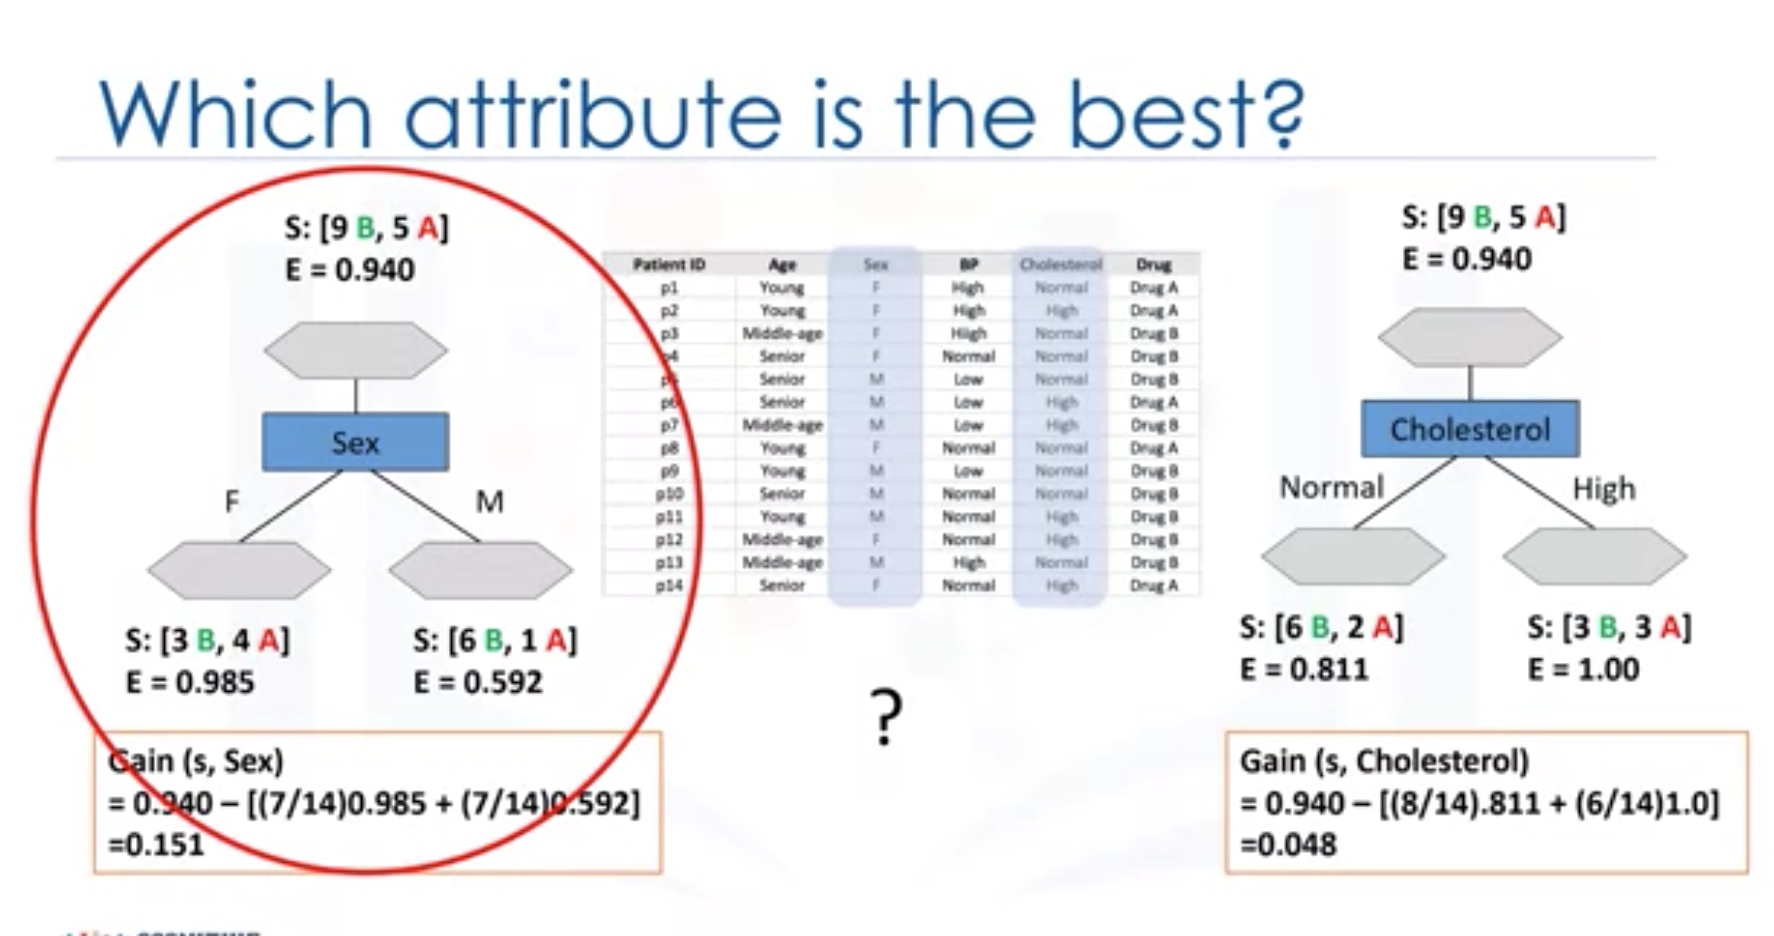 Which attribute is the best?
S: [9 B, 5 A]
E = 0.940
Sex
F
M
S: [3 B, 4 A]
E = 0.985
S: [6 B, 1 A]
E = 0.592
Gain (s, Sex)
= 0.940 – [(7/14)0.985 + (7/14)0.592]
=0.151
Patient ID Age Sex BP Cholesterol Drug
p1 Young F High Normal Drug A
p2 Young F High High Drug A
p3 Middle-age F High Normal Drug B
p4 Senior F Normal Normal Drug B
p5 Senior M Low Normal Drug B
p6 Senior M Low High Drug A
p7 Middle-age M Low High Drug B
p8 Young F Normal Normal Drug A
p9 Young M Low Normal Drug B
p10 Senior M Normal Normal Drug B
p11 Young M Normal High Drug B
p12 Middle-age F Normal High Drug B
p13 Middle-age M High Normal Drug B
p14 Senior F Normal High Drug A
?
S: [9 B, 5 A]
E = 0.940
Cholesterol
Normal
High
S: [6 B, 2 A]
E = 0.811
S: [3 B, 3 A]
E = 1.00
Gain (s, Cholesterol)
= 0.940 – [(8/14).811 + (6/14)1.0]
=0.048